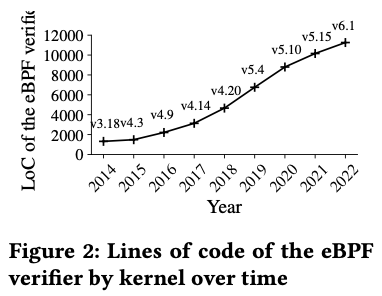 LoC of the eBPF
12000
10000
8000
6000
4000
2000
0
v3.18
v4.3
v4.9
v4.14
v4.20
v5.4
v5.10
v5.15
v6.1
2014
2015
2016
2017
2018
2019
2020
2021
2022
Year
Figure 2: Lines of code of the eBPF
verifier by kernel over time